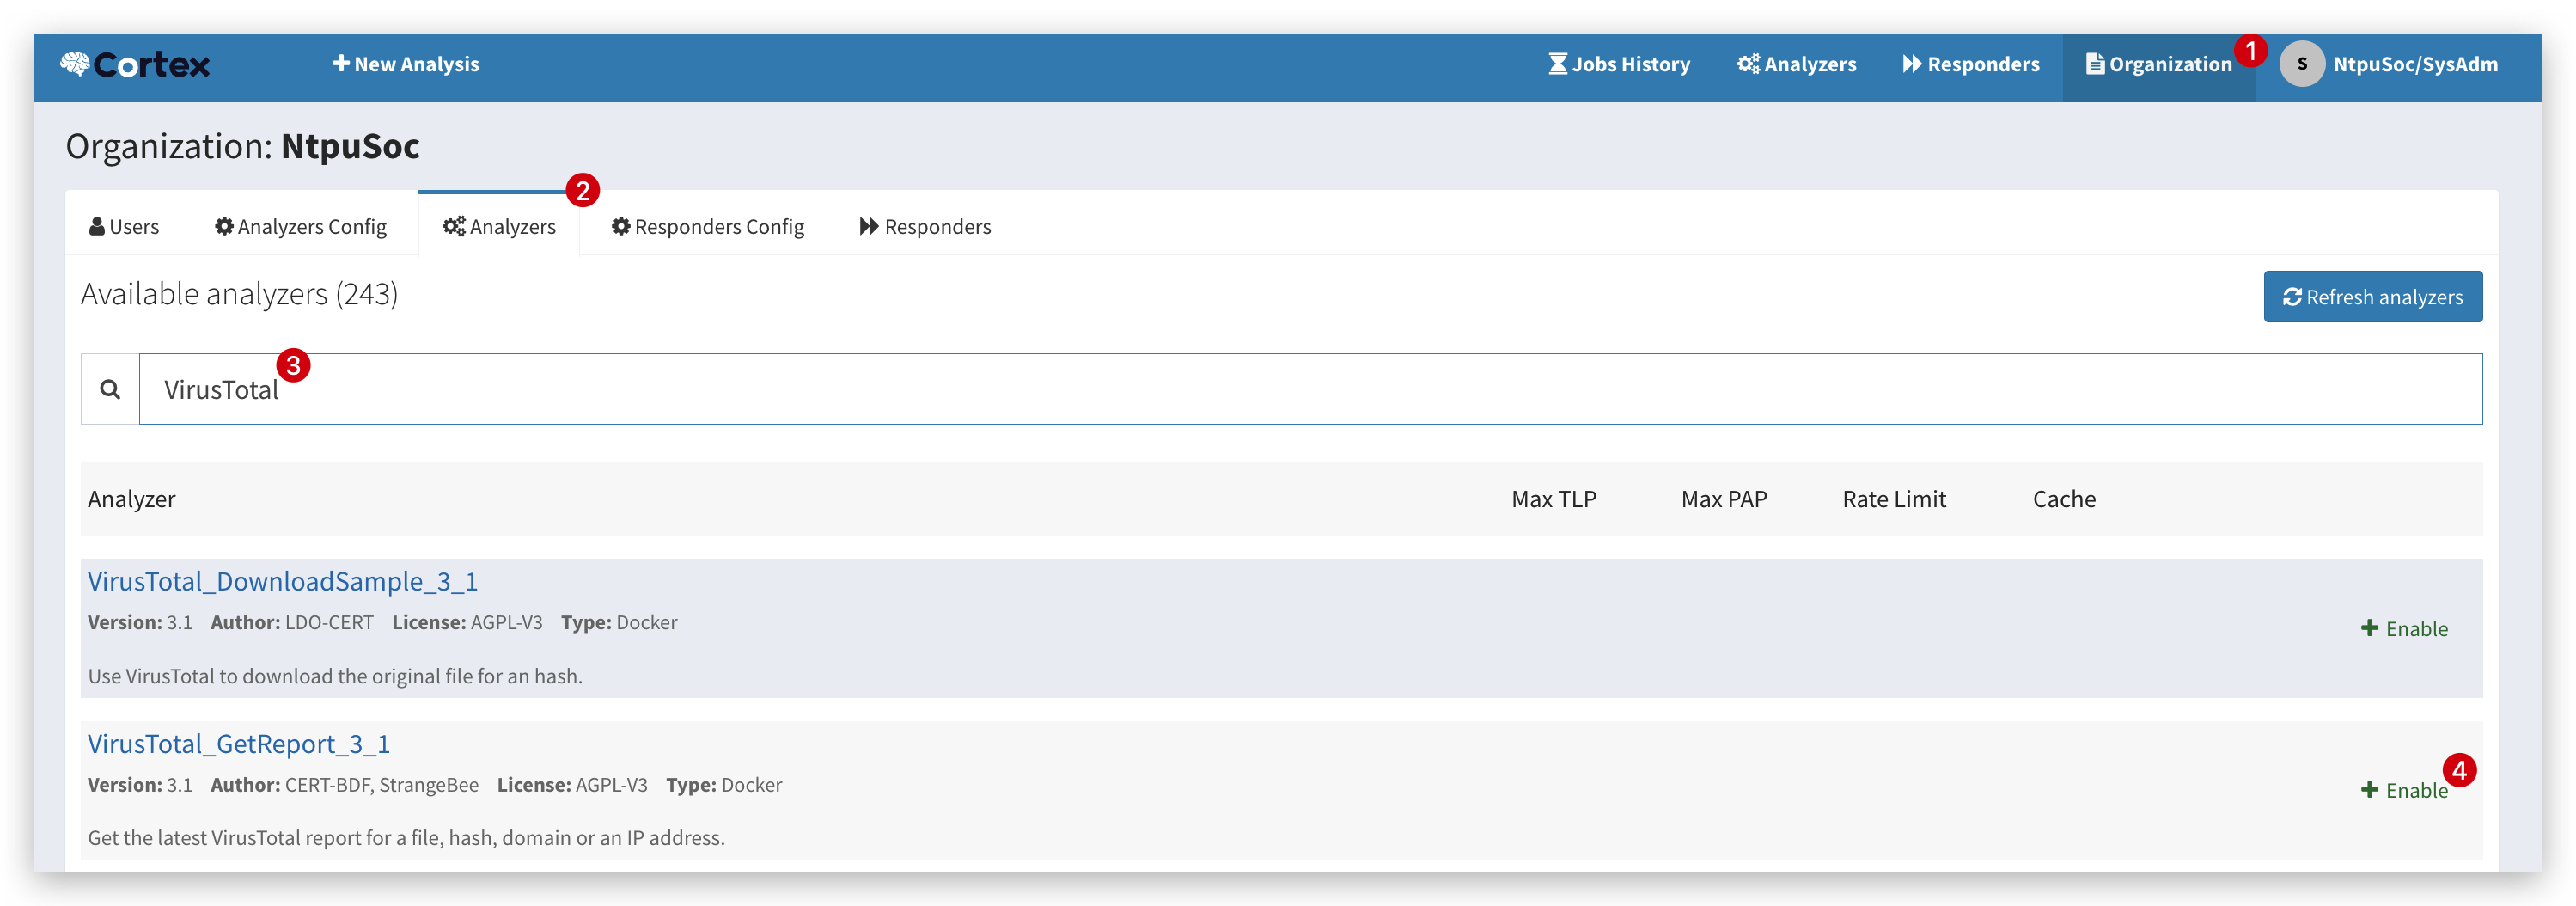 Cortex
New Analysis
Jobs History
Analyzers
Responders
Organization
1
S
NtpuSoc/SysAdm
Organization: NtpuSoc
2
Users
Analyzers Config
Analyzers
Responders Config
Responders
Available analyzers (243)
Refresh analyzers
3
VirusTotal
Analyzer Max TLP Max PAP Rate Limit Cache
VirusTotal_DownloadSample_3_1
Version: 3.1 Author: LDO-CERT License: AGPL-V3 Type: Docker
Enable
Use VirusTotal to download the original file for an hash.
VirusTotal_GetReport_3_1
4
Version: 3.1 Author: CERT-BDF, StrangeBee License: AGPL-V3 Type: Docker
Enable
Get the latest VirusTotal report for a file, hash, domain or an IP address.